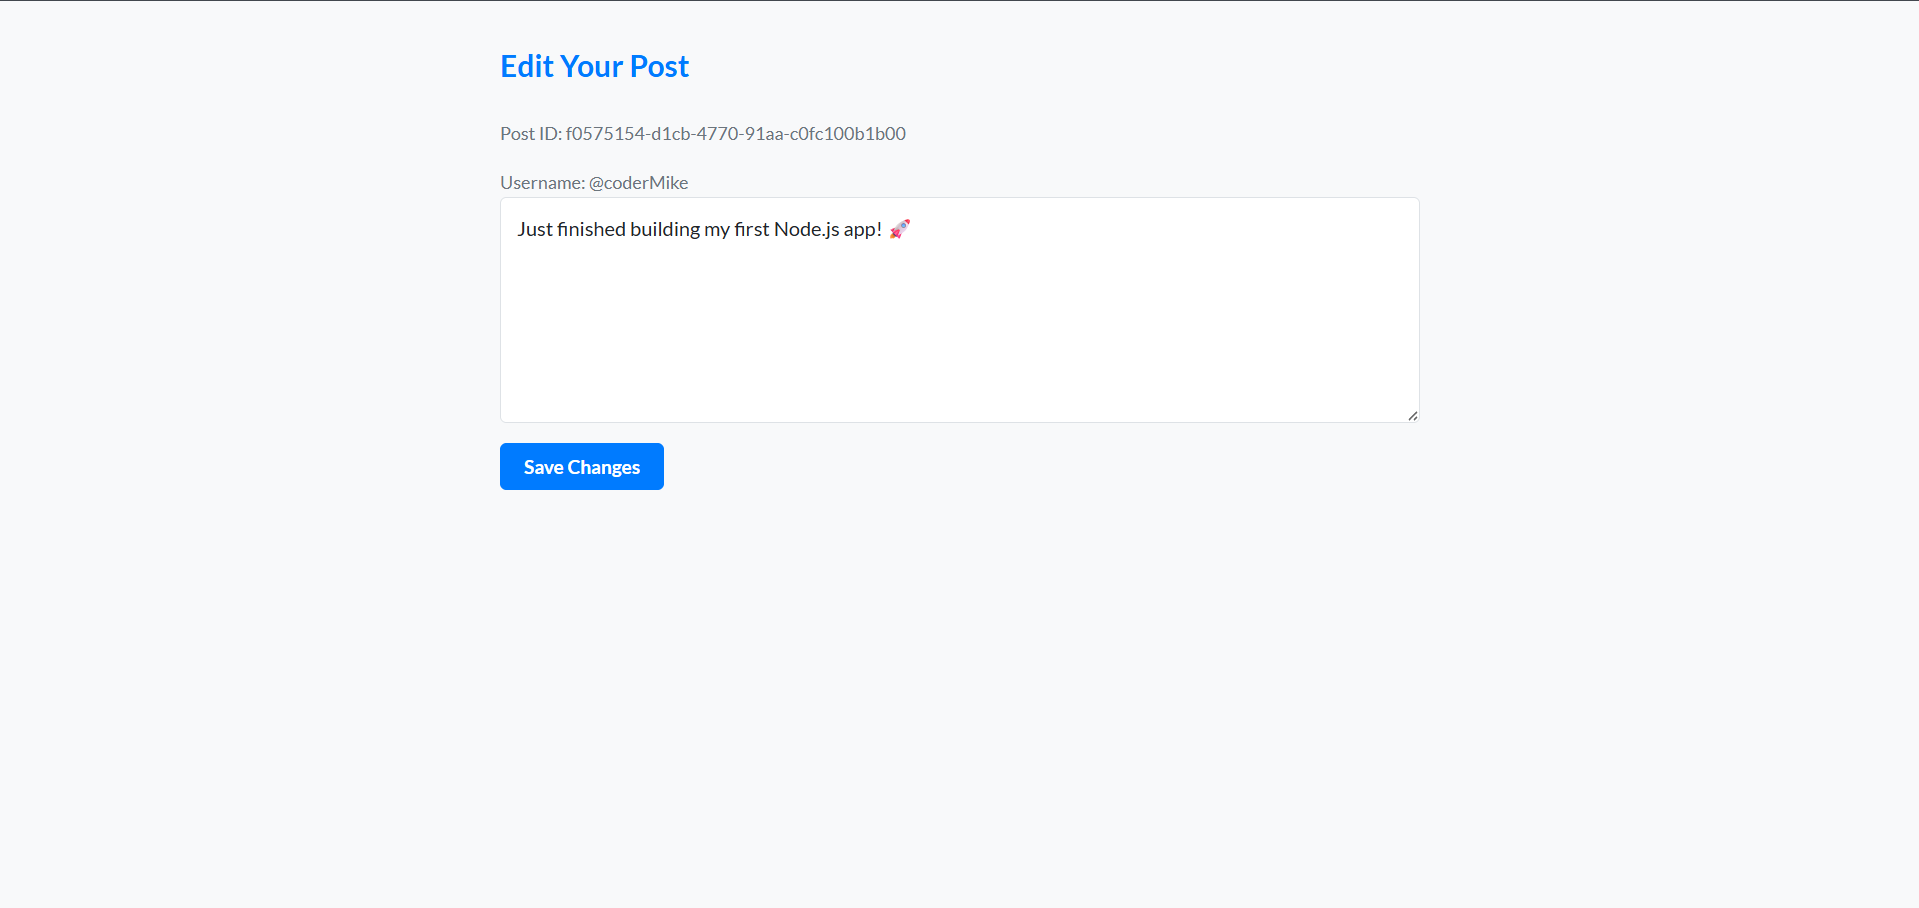 Edit Your Post
Post ID: f0575154-d1cb-4770-91aa-c0fc100b1b00
Username: @coderMike
Just finished building my first Node.js app! 🚀
Save Changes